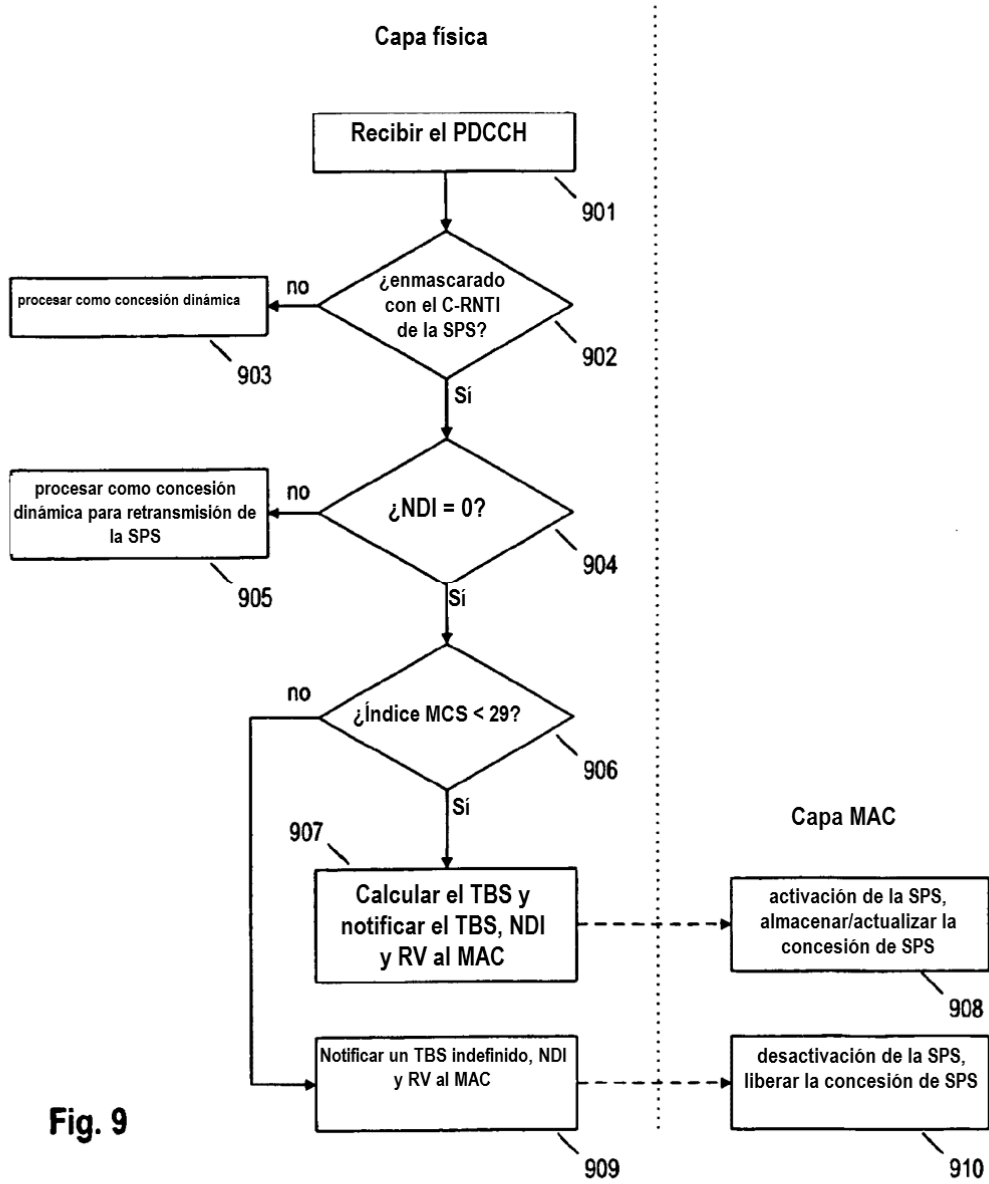 Capa física
Recibir el PDCCH
901
¿enmascarado
con el C-RNTI
de la SPS?
902
no
procesar como concesión dinámica
903
Sí
¿NDI = 0?
904
no
procesar como concesión
dinámica para retransmisión de
la SPS
905
Sí
no
¿Índice MCS < 29?
906
Sí
907
Calcular el TBS y
notificar el TBS, NDI
y RV al MAC
Capa MAC
activación de la SPS,
almacenar/actualizar la
concesión de SPS
908
Notificar un TBS indefinido, NDI
y RV al MAC
909
desactivación de la SPS,
liberar la concesión de SPS
910
Fig. 9